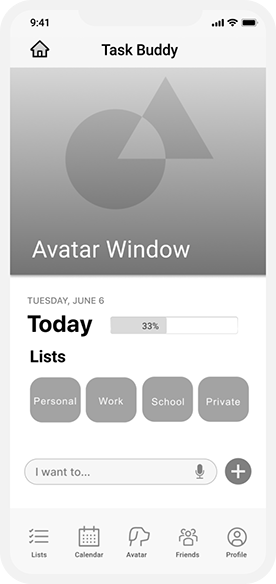 9:41
Task Buddy
Avatar Window
TUESDAY, JUNE 6
Today 33%
Lists
Personal Work School Private
I want to...
Lists Calendar Avatar Friends Profile